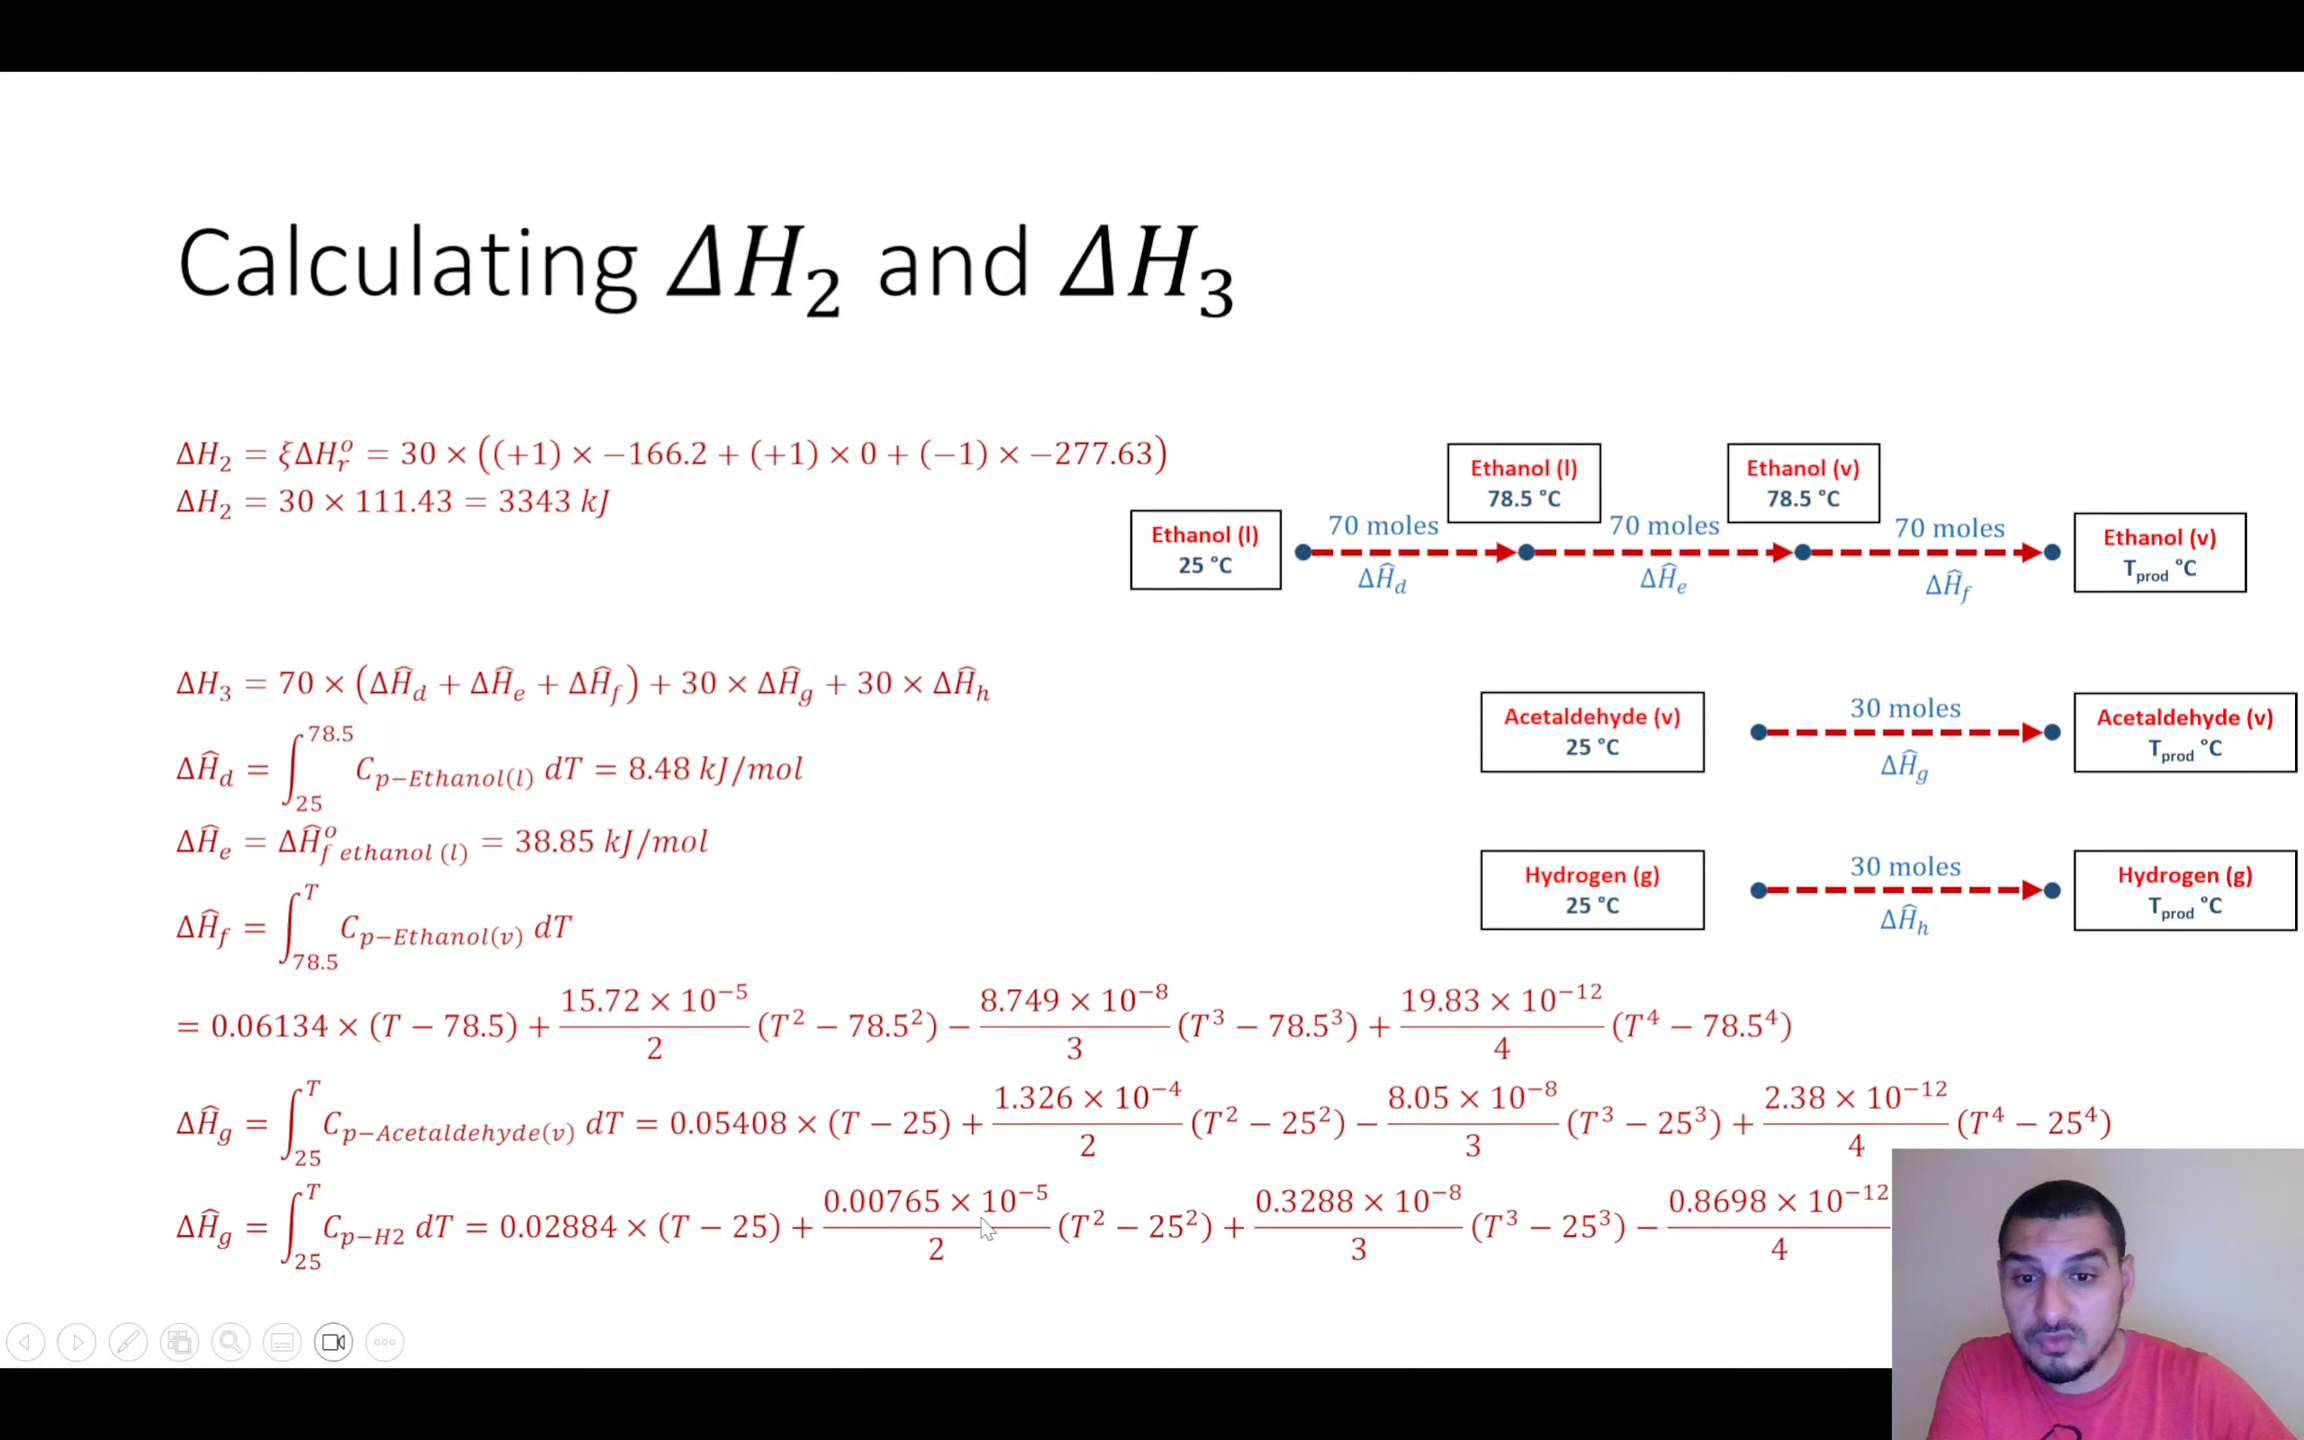 Calculating ΔH₂ and ΔH₃
ΔH₂ = ξΔHᵣᵒ = 30 × ((+1) × −166.2 + (+1) × 0 + (−1) × −277.63)
ΔH₂ = 30 × 111.43 = 3343 kJ
Ethanol (l)
25 °C
70 moles
ΔĤ_d
Ethanol (l)
78.5 °C
70 moles
ΔĤ_e
Ethanol (v)
78.5 °C
70 moles
ΔĤ_f
Ethanol (v)
T_prod °C
ΔH₃ = 70 × (ΔĤ_d + ΔĤ_e + ΔĤ_f) + 30 × ΔĤ_g + 30 × ΔĤ_h
Acetaldehyde (v)
25 °C
30 moles
ΔĤ_g
Acetaldehyde (v)
T_prod °C
ΔĤ_d = ∫₂₅^78.5 C_p−Ethanol(l) dT = 8.48 kJ/mol
ΔĤ_e = ΔĤ_f^o ethanol (l) = 38.85 kJ/mol
Hydrogen (g)
25 °C
30 moles
ΔĤ_h
Hydrogen (g)
T_prod °C
ΔĤ_f = ∫_78.5^T C_p−Ethanol(v) dT
= 0.06134 × (T − 78.5) + 15.72 × 10⁻⁵/2 (T² − 78.5²) − 8.749 × 10⁻⁸/3 (T³ − 78.5³) + 19.83 × 10⁻¹²/4 (T⁴ − 78.5⁴)
ΔĤ_g = ∫₂₅^T C_p−Acetaldehyde(v) dT = 0.05408 × (T − 25) + 1.326 × 10⁻⁴/2 (T² − 25²) − 8.05 × 10⁻⁸/3 (T³ − 25³) + 2.38 × 10⁻¹²/4 (T⁴ − 25⁴)
ΔĤ_g = ∫₂₅^T C_p−H2 dT = 0.02884 × (T − 25) + 0.00765 × 10⁻⁵/2 (T² − 25²) + 0.3288 × 10⁻⁸/3 (T³ − 25³) − 0.8698 × 10⁻¹²/4